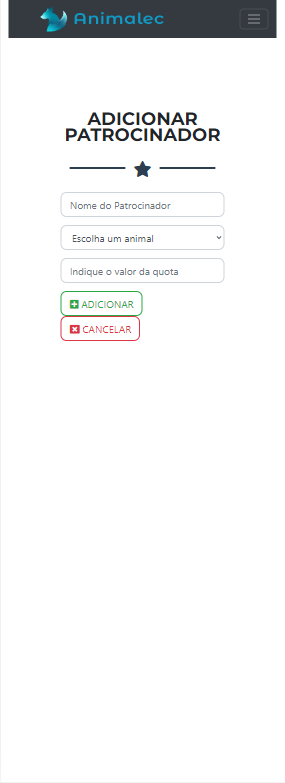 Animalec
ADICIONAR
PATROCINADOR
Nome do Patrocinador
Escolha um animal
Indique o valor da quota
ADICIONAR
CANCELAR